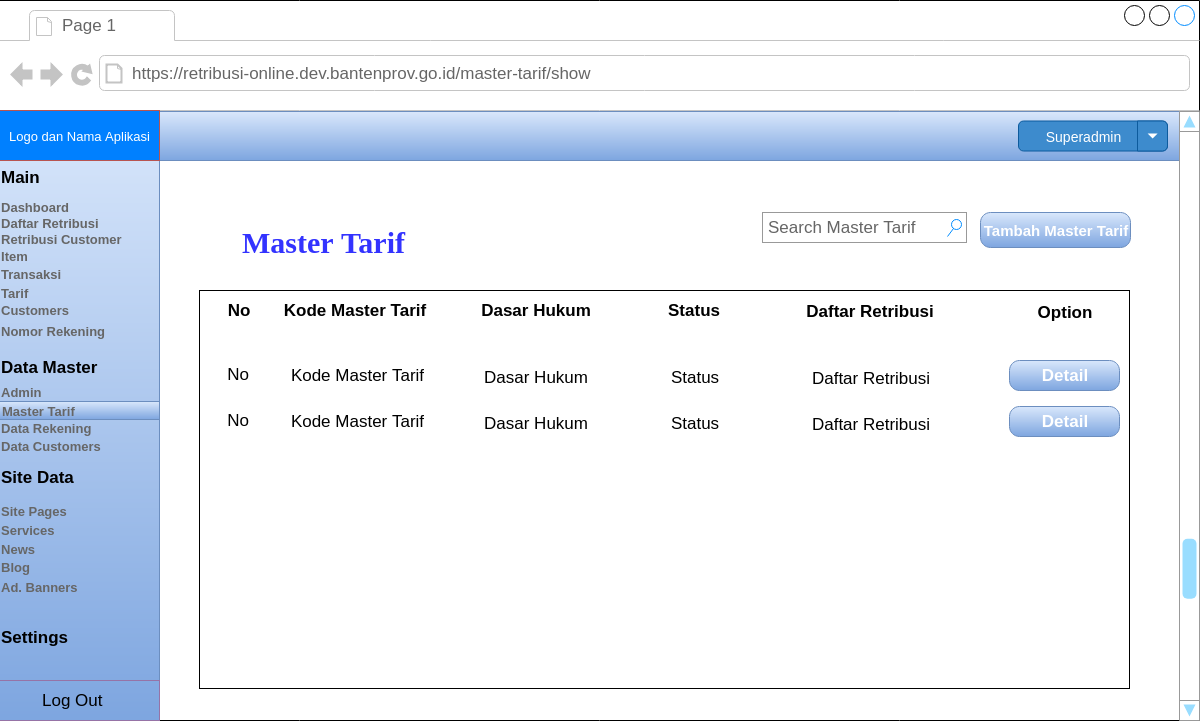 Page 1
https://retribusi-online.dev.bantenprov.go.id/master-tarif/show
Logo dan Nama Aplikasi
Superadmin
Main
Dashboard
Daftar Retribusi
Retribusi Customer
Item
Transaksi
Tarif
Customers
Nomor Rekening
Data Master
Admin
Master Tarif
Data Rekening
Data Customers
Site Data
Site Pages
Services
News
Blog
Ad. Banners
Settings
Log Out
Master Tarif
Search Master Tarif
Tambah Master Tarif
No Kode Master Tarif Dasar Hukum Status Daftar Retribusi Option
No Kode Master Tarif Dasar Hukum Status Daftar Retribusi Detail
No Kode Master Tarif Dasar Hukum Status Daftar Retribusi Detail